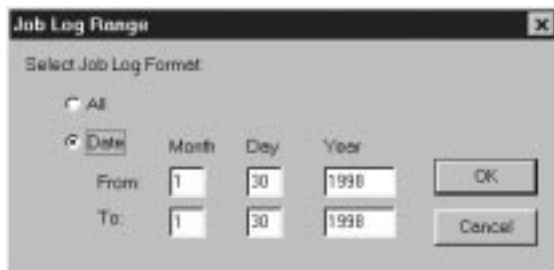 Job Log Range
Select Job Log Format
All
Date Month Day Year
From: 1 30 1998 OK
To: 1 30 1998 Cancel